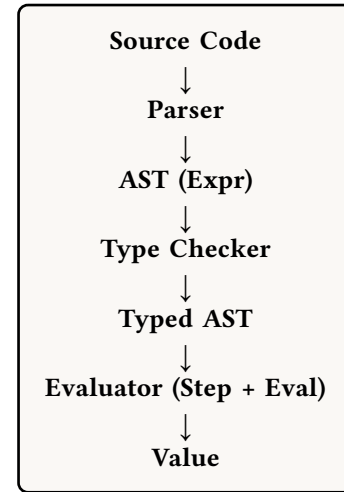 Source Code
↓
Parser
↓
AST (Expr)
↓
Type Checker
↓
Typed AST
↓
Evaluator (Step + Eval)
↓
Value